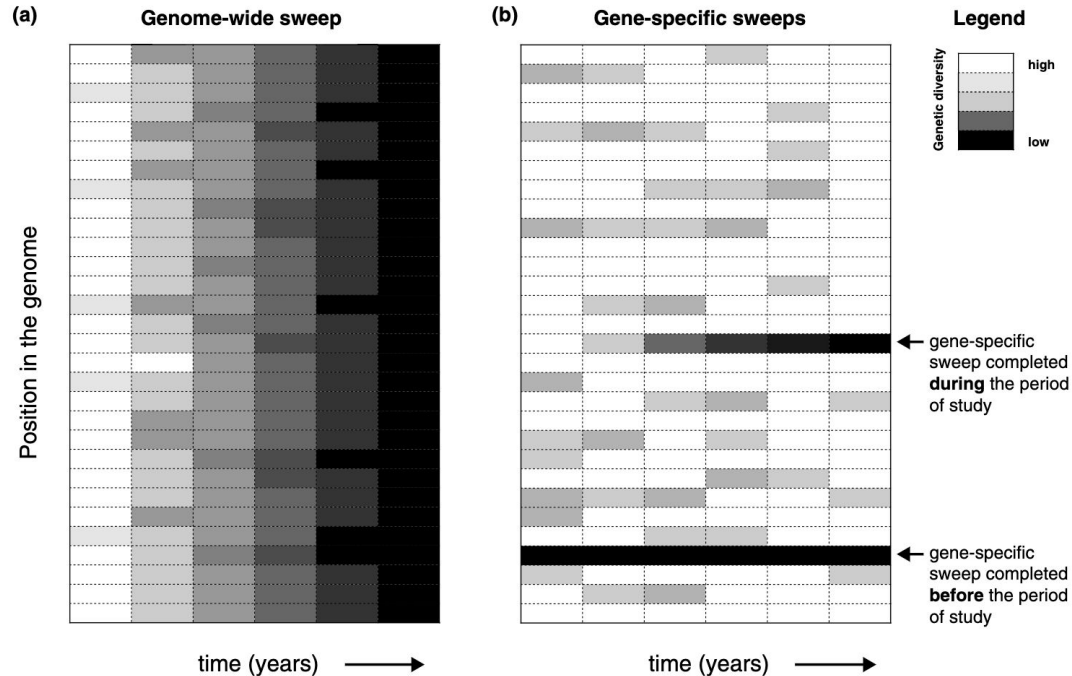 (a)
Genome-wide sweep
Position in the genome
time (years)
(b)
Gene-specific sweeps
time (years)
Legend
Genetic diversity
high
low
gene-specific
sweep completed
during the period
of study
gene-specific
sweep completed
before the period
of study